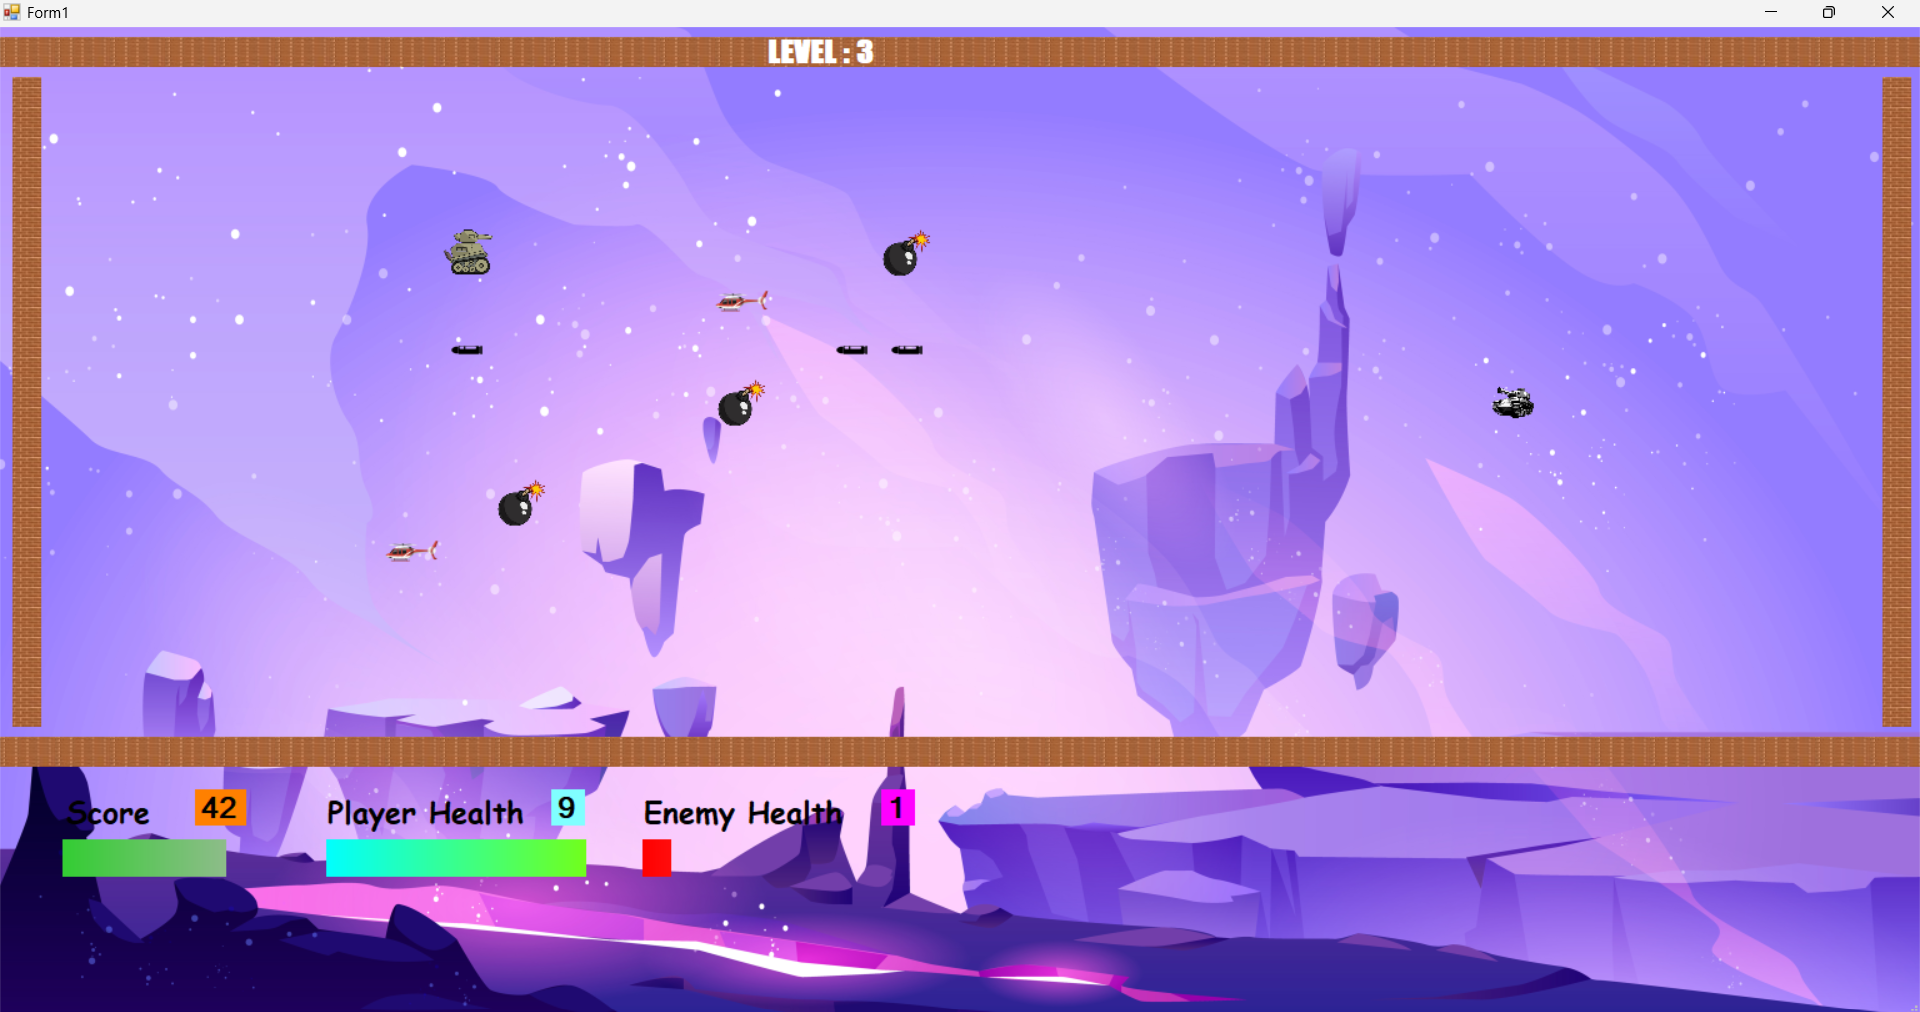 Form1
LEVEL : 3
Score 42
Player Health 9
Enemy Health 1